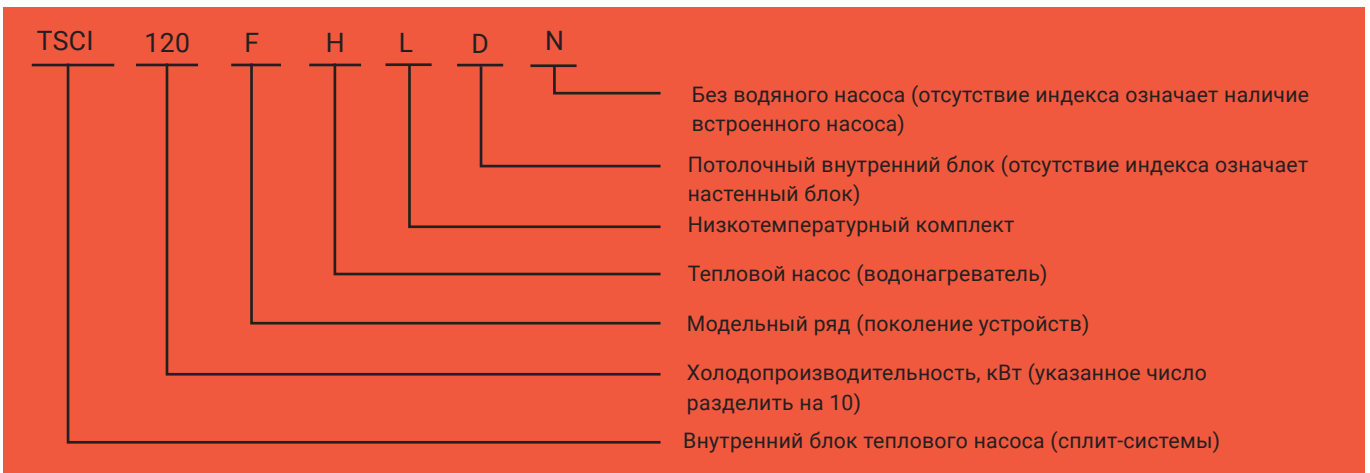 TSCI 120 F H L D N
Без водяного насоса (отсутствие индекса означает наличие
встроенного насоса)
Потолочный внутренний блок (отсутствие индекса означает
настенный блок)
Низкотемпературный комплект
Тепловой насос (водонагреватель)
Модельный ряд (поколение устройств)
Холодопроизводительность, кВт (указанное число
разделить на 10)
Внутренний блок теплового насоса (сплит-системы)